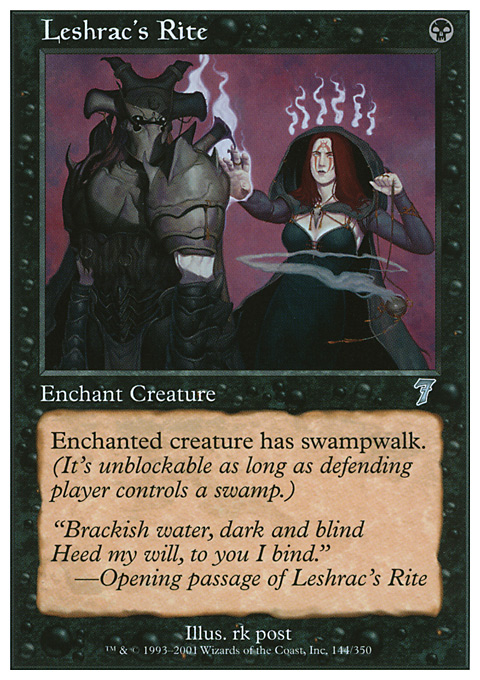 Leshrac's Rite
Enchant Creature
Enchanted creature has swampwalk.
(It's unblockable as long as defending
player controls a swamp.)
“Brackish water, dark and blind
Heed my will, to you I bind.”
—Opening passage of Leshrac's Rite
Illus. rk post
™ & © 1993–2001 Wizards of the Coast, Inc. 144/350